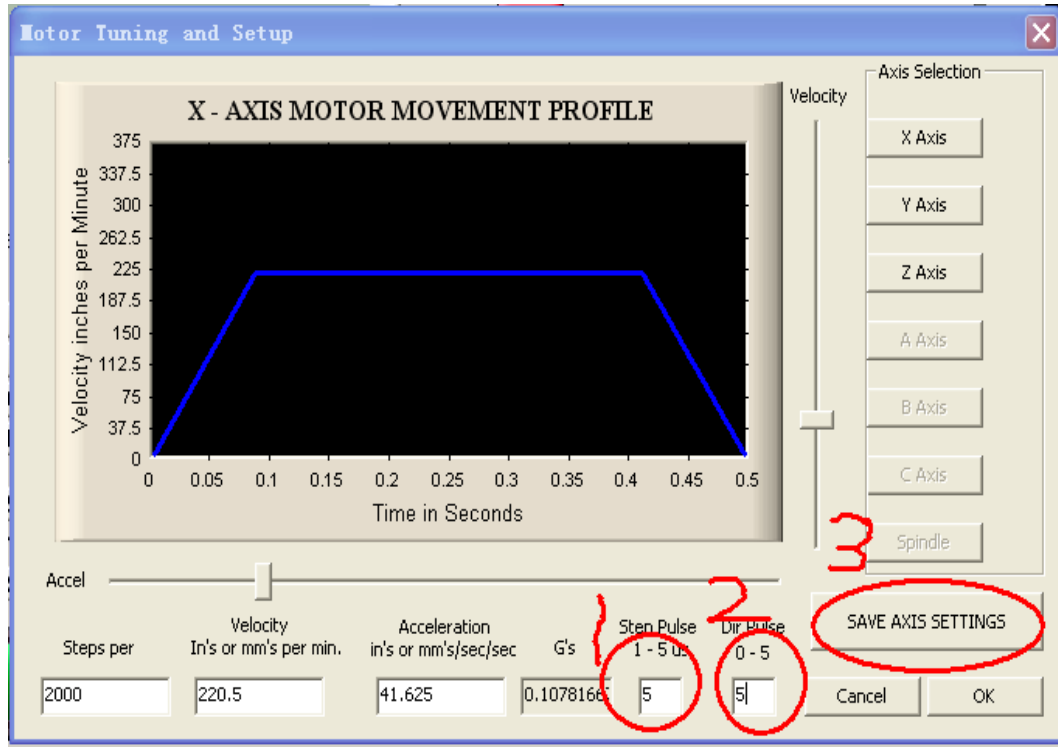 Motor Tuning and Setup
X - AXIS MOTOR MOVEMENT PROFILE
Velocity inches per Minute
375
337.5
300
262.5
225
187.5
150
112.5
75
37.5
0
0 0.05 0.1 0.15 0.2 0.25 0.3 0.35 0.4 0.45 0.5
Time in Seconds
Velocity
Axis Selection
X Axis
Y Axis
Z Axis
A Axis
B Axis
C Axis
Spindle
3
Accel
1
2
Steps per
Velocity
In's or mm's per min.
Acceleration
in's or mm's/sec/sec
G's
Step Pulse
1 - 5 us
Dir Pulse
0 - 5
SAVE AXIS SETTINGS
2000
220.5
41.625
0.1078166
5
5
Cancel
OK